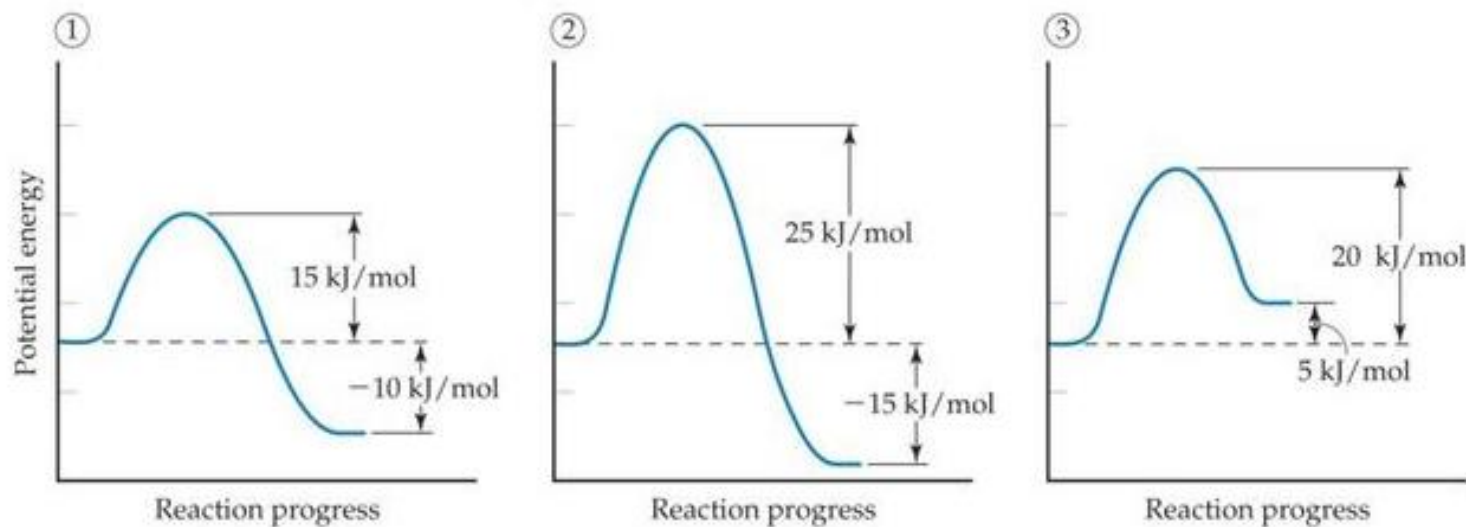 ①
②
③
Potential energy
15 kJ/mol
−10 kJ/mol
Reaction progress
25 kJ/mol
−15 kJ/mol
Reaction progress
20 kJ/mol
5 kJ/mol
Reaction progress